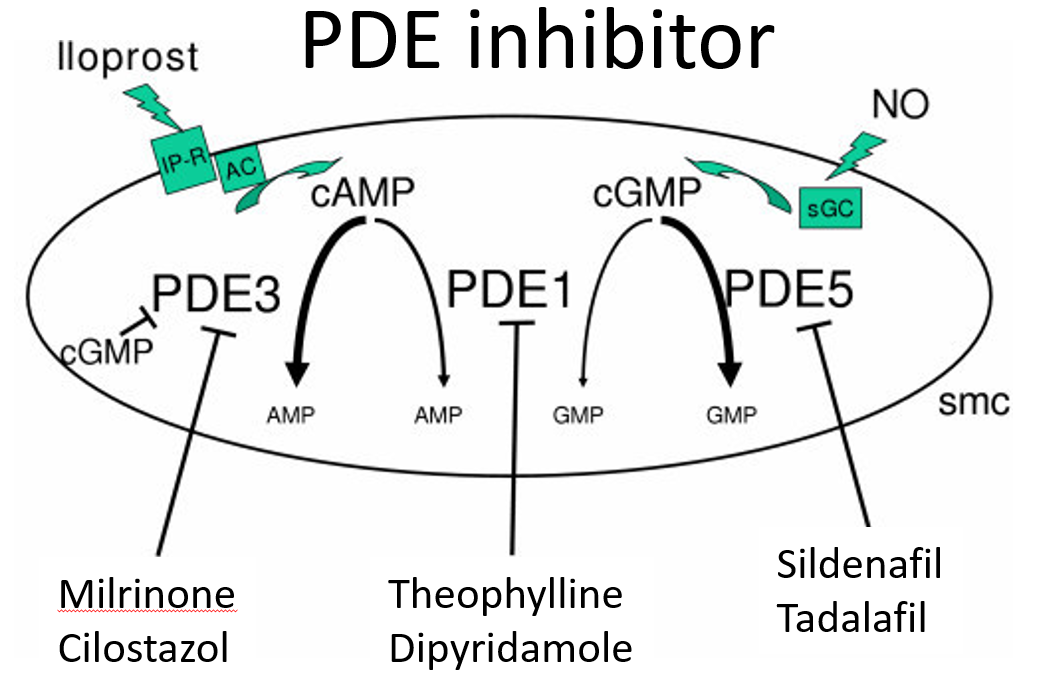 PDE inhibitor
Iloprost
NO
IP-R
AC
cAMP
cGMP
sGC
PDE3
PDE1
PDE5
cGMP
AMP
AMP
GMP
GMP
smc
Milrinone
Cilostazol
Theophylline
Dipyridamole
Sildenafil
Tadalafil